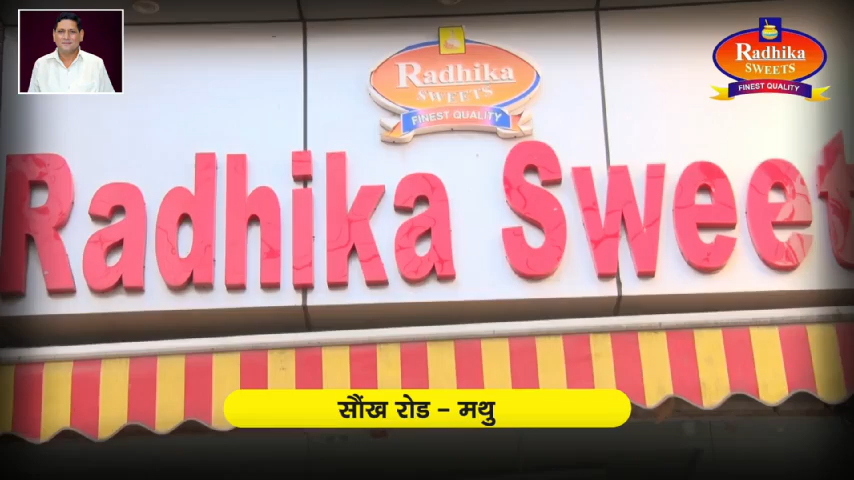 Radhika
SWEETS
FINEST QUALITY
Radhika
SWEETS
FINEST QUALITY
Radhika Sweet
सौंख रोड - मथु